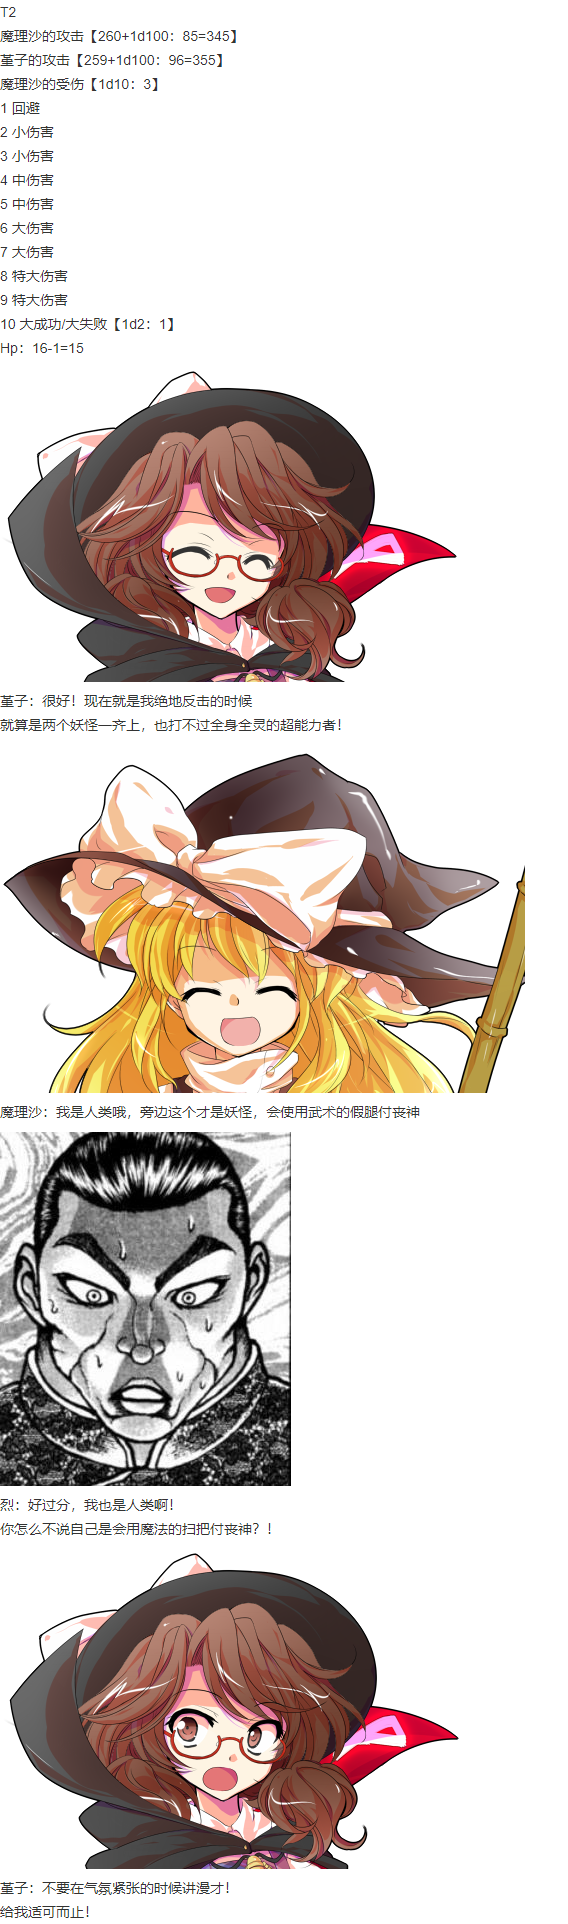 T2
魔理沙的攻击【260+1d100：85=345】
堇子的攻击【259+1d100：96=355】
魔理沙的受伤【1d10：3】
1 回避
2 小伤害
3 小伤害
4 中伤害
5 中伤害
6 大伤害
7 大伤害
8 特大伤害
9 特大伤害
10 大成功/大失败【1d2：1】
Hp：16-1=15
堇子：很好！现在就是我绝地反击的时候
就算是两个妖怪一齐上，也打不过全身全灵的超能力者！
魔理沙：我是人类哦，旁边这个才是妖怪，会使用武术的假腿付丧神
烈：好过分，我也是人类啊！
你怎么不说自己是会用魔法的扫把付丧神？！
堇子：不要在气氛紧张的时候讲漫才！
给我适可而止！